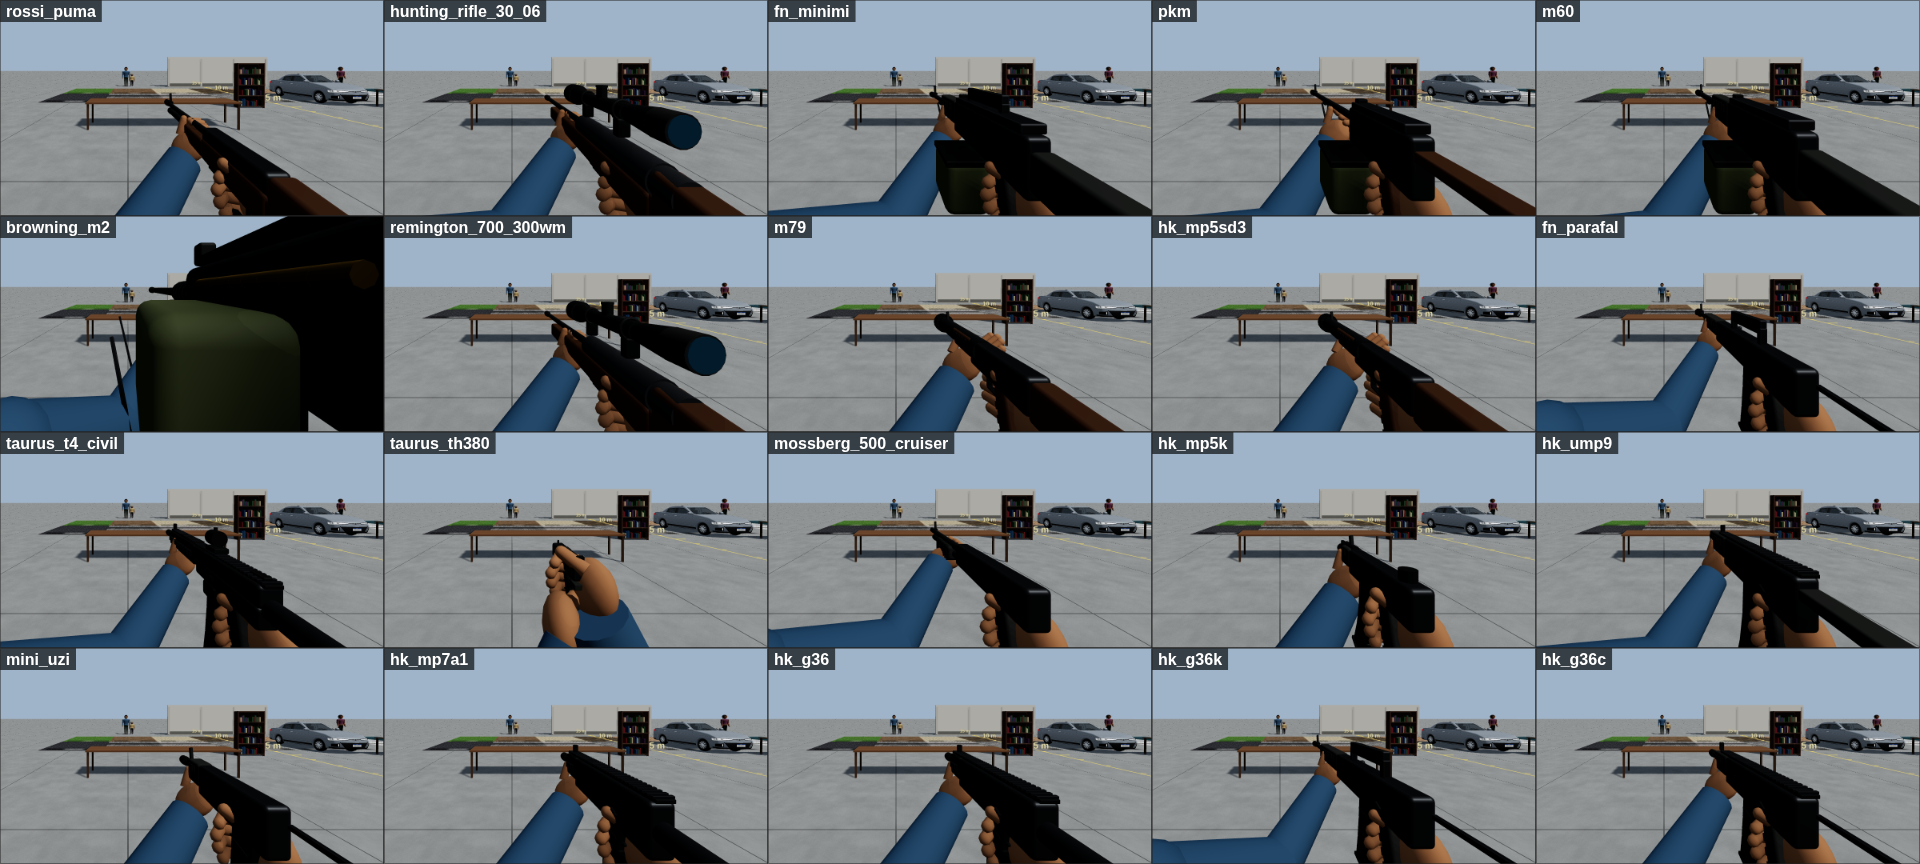 rossi_puma
hunting_rifle_30_06
fn_minimi
pkm
m60
browning_m2
remington_700_300wm
m79
hk_mp5sd3
fn_parafal
taurus_t4_civil
taurus_th380
mossberg_500_cruiser
hk_mp5k
hk_ump9
mini_uzi
hk_mp7a1
hk_g36
hk_g36k
hk_g36c